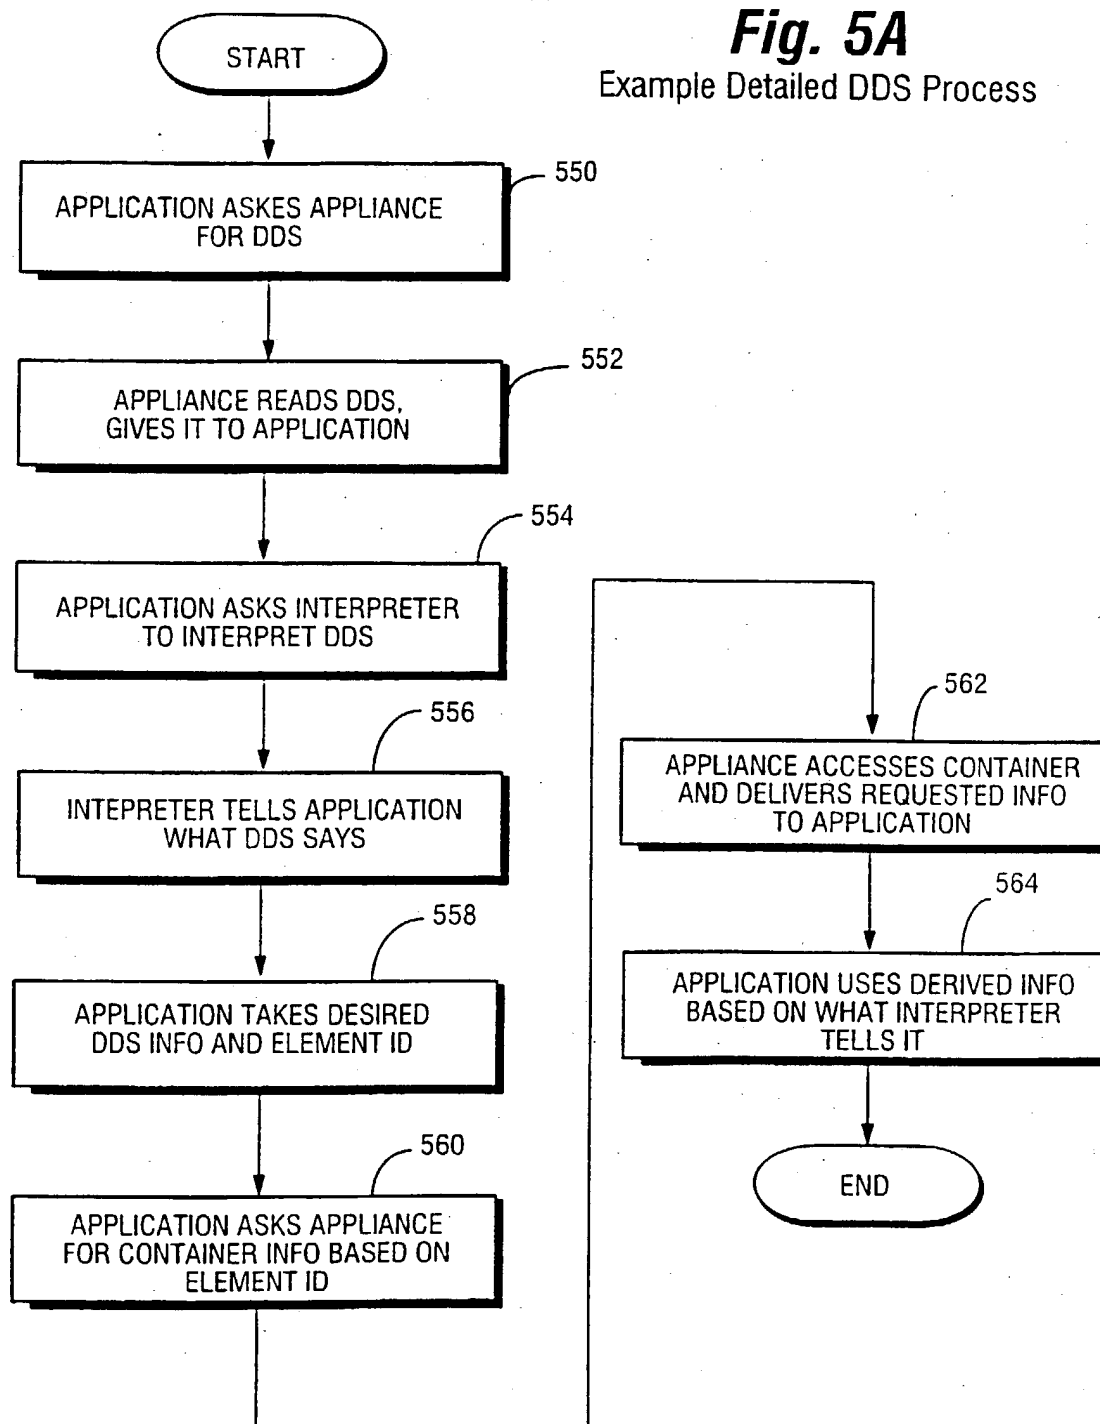 Fig. 5A
Example Detailed DDS Process
START
550
APPLICATION ASKES APPLIANCE
FOR DDS
552
APPLIANCE READS DDS,
GIVES IT TO APPLICATION
554
APPLICATION ASKS INTERPRETER
TO INTERPRET DDS
556
INTEPRETER TELLS APPLICATION
WHAT DDS SAYS
558
APPLICATION TAKES DESIRED
DDS INFO AND ELEMENT ID
560
APPLICATION ASKS APPLIANCE
FOR CONTAINER INFO BASED ON
ELEMENT ID
562
APPLIANCE ACCESSES CONTAINER
AND DELIVERS REQUESTED INFO
TO APPLICATION
564
APPLICATION USES DERIVED INFO
BASED ON WHAT INTERPRETER
TELLS IT
END